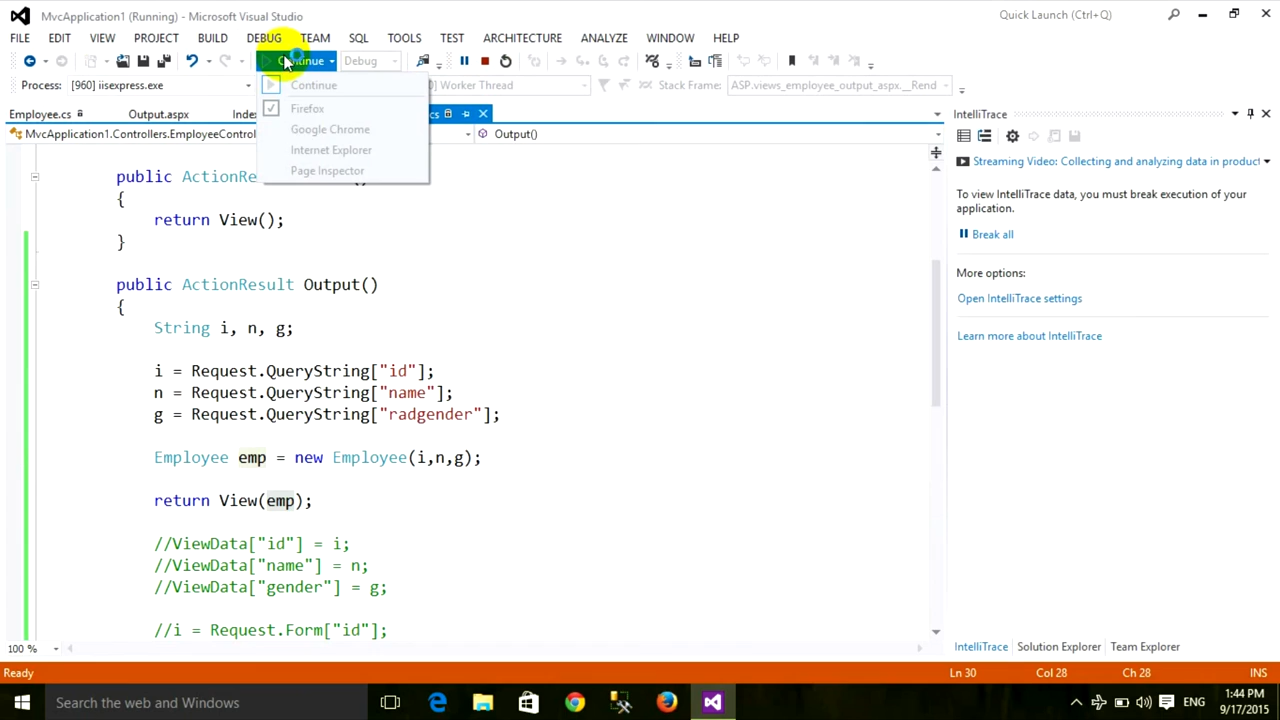 MvcApplication1 (Running) - Microsoft Visual Studio
Quick Launch (Ctrl+Q)
FILE EDIT VIEW PROJECT BUILD DEBUG TEAM SQL TOOLS TEST ARCHITECTURE ANALYZE WINDOW HELP
Continue Debug
Process: [960] iisexpress.exe
Worker Thread
Stack Frame: ASP.views_employee_output_aspx.__Rend
Continue
Firefox
Google Chrome
Internet Explorer
Page Inspector
Employee.cs Output.aspx
MvcApplication1.Controllers.EmployeeControl
Output()
public
{
return View();
}
public ActionResult Output()
{
String i, n, g;
i = Request.QueryString["id"];
n = Request.QueryString["name"];
g = Request.QueryString["radgender"];
Employee emp = new Employee(i,n,g);
return View(emp);
//ViewData["id"] = i;
//ViewData["name"] = n;
//ViewData["gender"] = g;
//i = Request.Form["id"];
100 %
IntelliTrace
Streaming Video: Collecting and analyzing data in product
To view IntelliTrace data, you must break execution of your
application.
Break all
More options:
Open IntelliTrace settings
Learn more about IntelliTrace
IntelliTrace Solution Explorer Team Explorer
Ready Ln 30 Col 28 Ch 28 INS
Search the web and Windows
ENG
1:44 PM
9/17/2015